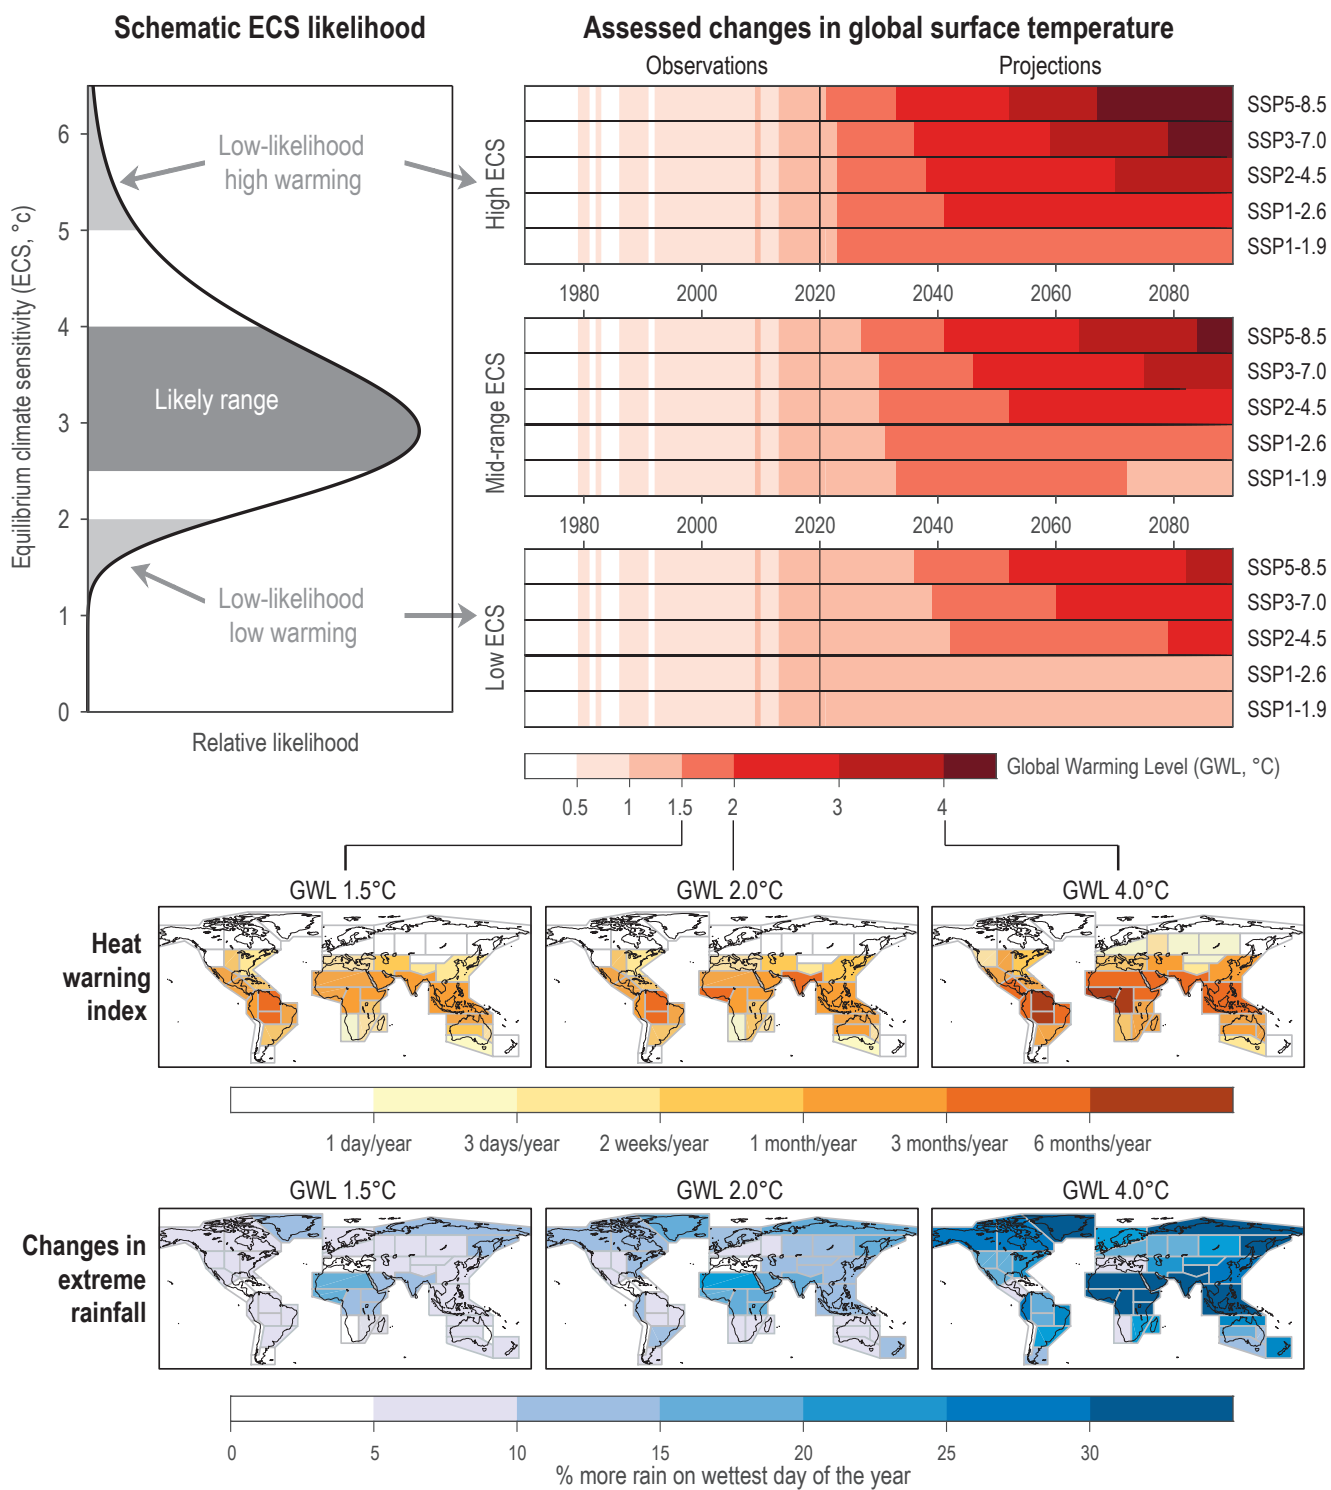 Schematic ECS likelihood
Assessed changes in global surface temperature
Observations
Projections
Equilibrium climate sensitivity (ECS, °c)
6
5
4
3
2
1
0
Low-likelihood
high warming
Likely range
Low-likelihood
low warming
Relative likelihood
High ECS
SSP5-8.5
SSP3-7.0
SSP2-4.5
SSP1-2.6
SSP1-1.9
1980 2000 2020 2040 2060 2080
Mid-range ECS
SSP5-8.5
SSP3-7.0
SSP2-4.5
SSP1-2.6
SSP1-1.9
1980 2000 2020 2040 2060 2080
Low ECS
SSP5-8.5
SSP3-7.0
SSP2-4.5
SSP1-2.6
SSP1-1.9
Global Warming Level (GWL, °C)
0.5 1 1.5 2 3 4
GWL 1.5°C
GWL 2.0°C
GWL 4.0°C
Heat
warning
index
1 day/year 3 days/year 2 weeks/year 1 month/year 3 months/year 6 months/year
GWL 1.5°C
GWL 2.0°C
GWL 4.0°C
Changes in
extreme
rainfall
0 5 10 15 20 25 30
% more rain on wettest day of the year